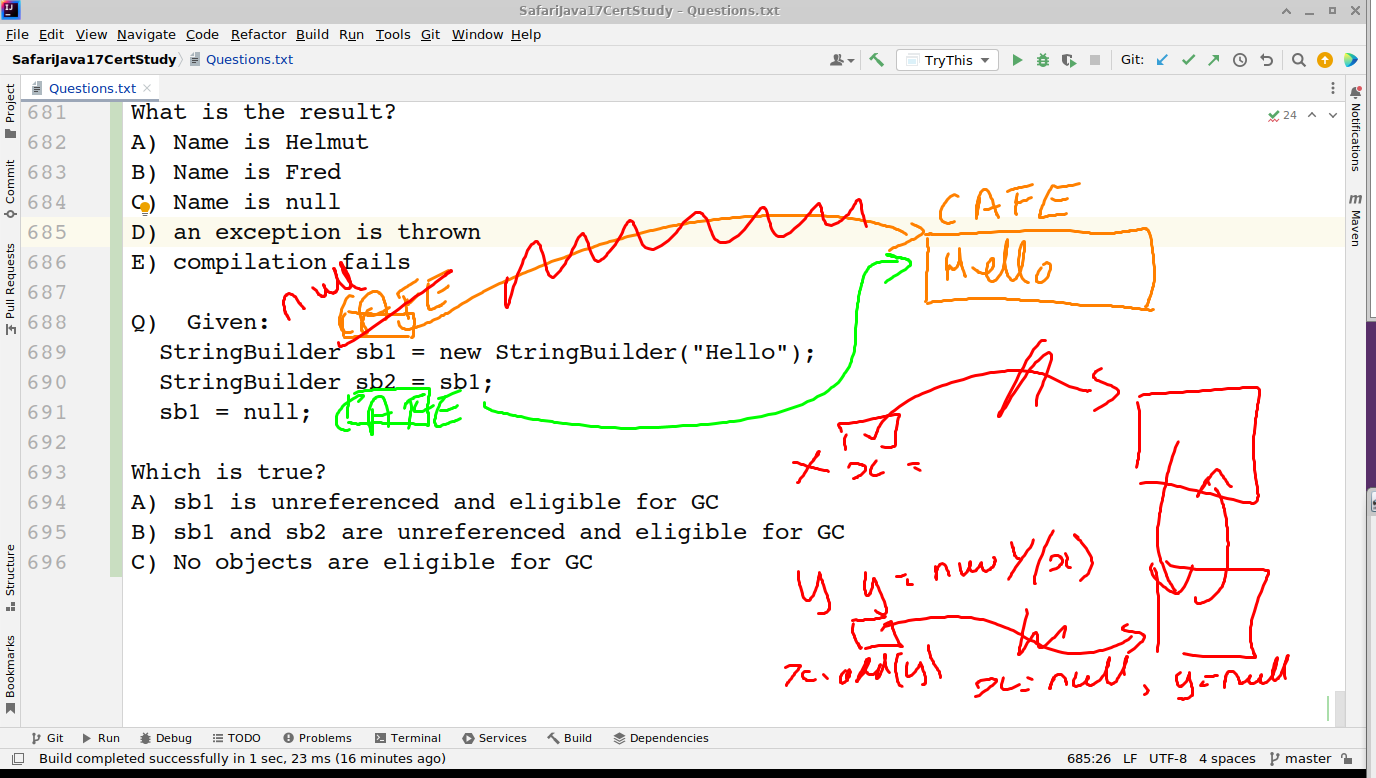 SafariJava17CertStudy – Questions.txt
File Edit View Navigate Code Refactor Build Run Tools Git Window Help
SafariJava17CertStudy Questions.txt TryThis Git:
Questions.txt
Project
Commit
Pull Requests
Structure
Bookmarks
Notifications
m Maven
24
681 What is the result?
682 A) Name is Helmut
683 B) Name is Fred
684 C) Name is null
685 D) an exception is thrown
686 E) compilation fails
687
688 Q)  Given:
689   StringBuilder sb1 = new StringBuilder("Hello");
690   StringBuilder sb2 = sb1;
691   sb1 = null;
692
693 Which is true?
694 A) sb1 is unreferenced and eligible for GC
695 B) sb1 and sb2 are unreferenced and eligible for GC
696 C) No objects are eligible for GC
CAFE
Hello
null
CAFE
CAFE
X x =
Y y = new Y(x)
x.add(y) x = null, y = null
Git Run Debug TODO Problems Terminal Services Build Dependencies
Build completed successfully in 1 sec, 23 ms (16 minutes ago) 685:26 LF UTF-8 4 spaces master